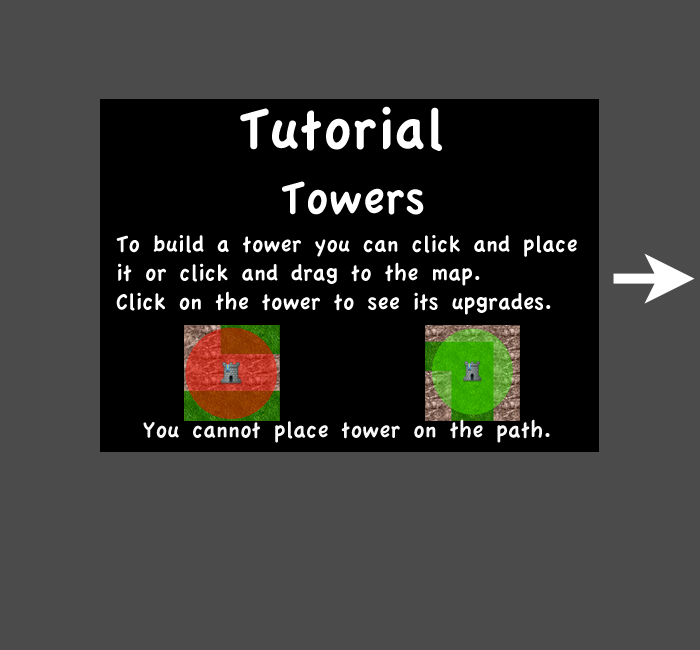 Tutorial
Towers
To build a tower you can click and place
it or click and drag to the map.
Click on the tower to see its upgrades.
You cannot place tower on the path.